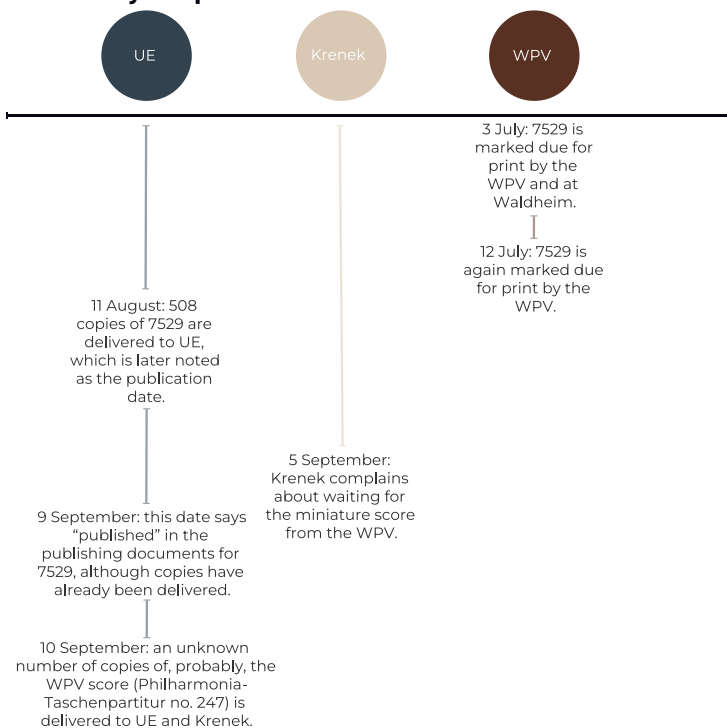 UE
Krenek
WPV
3 July: 7529 is
marked due for
print by the
WPV and at
Waldheim.
12 July: 7529 is
again marked due
for print by the
WPV.
11 August: 508
copies of 7529 are
delivered to UE,
which is later noted
as the publication
date.
5 September:
Krenek complains
about waiting for
the miniature score
from the WPV.
9 September: this date says
“published” in the
publishing documents for
7529, although copies have
already been delivered.
10 September: an unknown
number of copies of, probably, the
WPV score (Philharmonia-
Taschenpartitur no. 247) is
delivered to UE and Krenek.